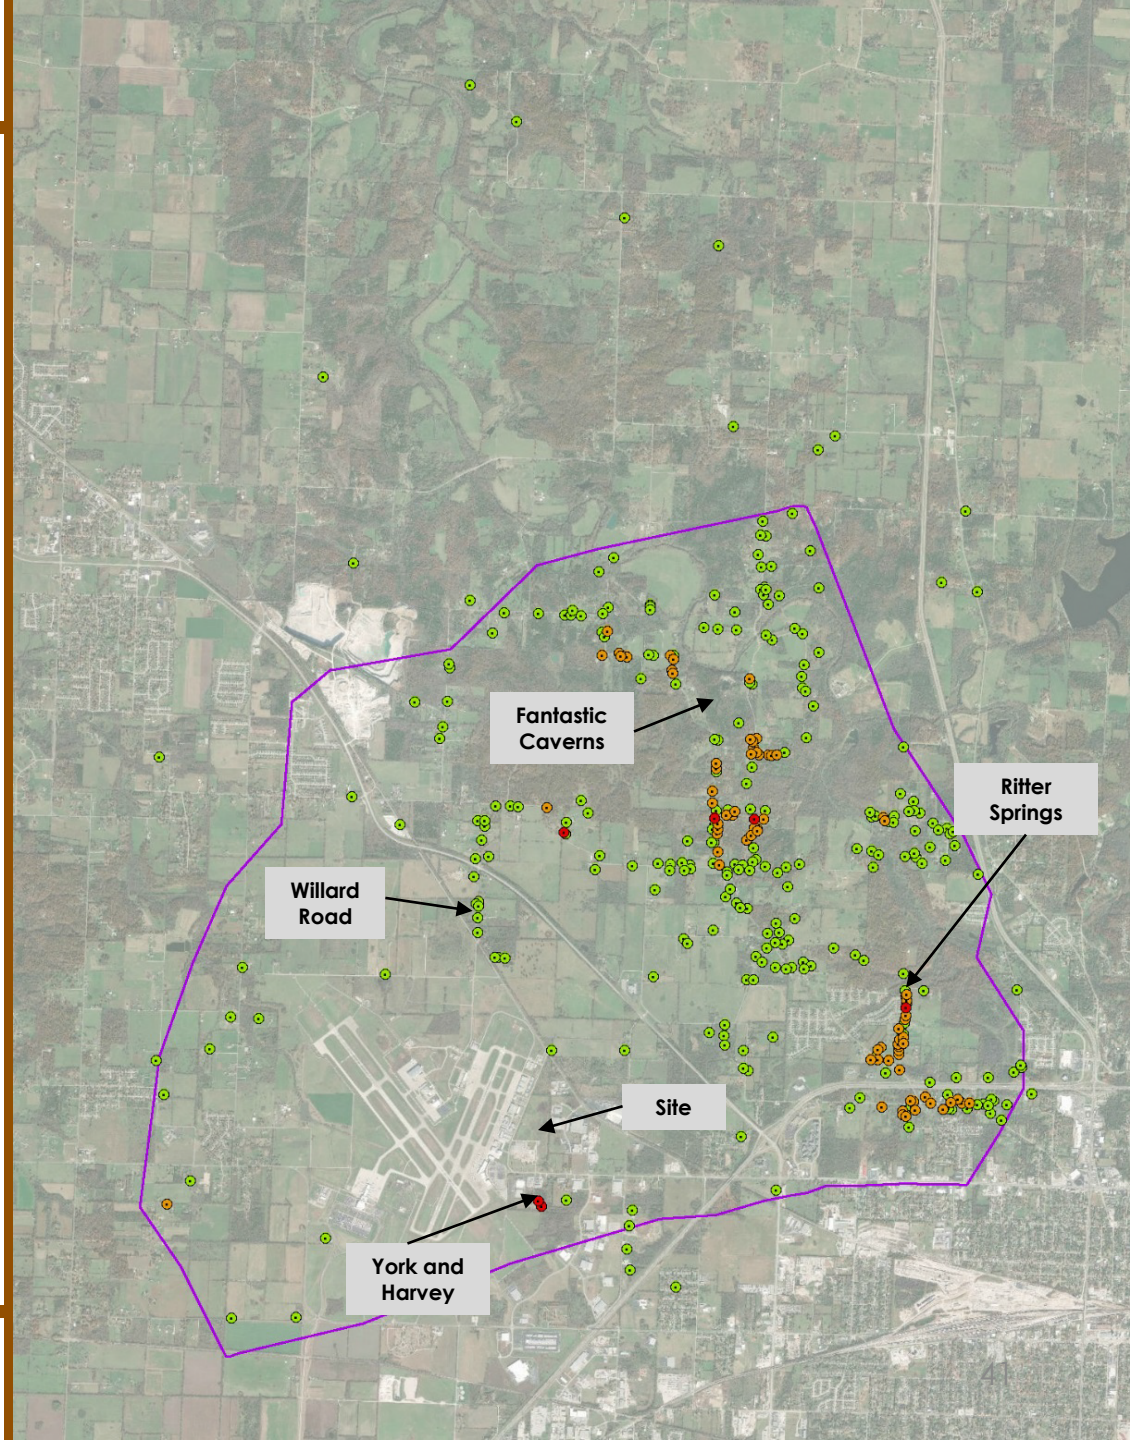 Fantastic
Caverns
Ritter
Springs
Willard
Road
Site
York and
Harvey
41